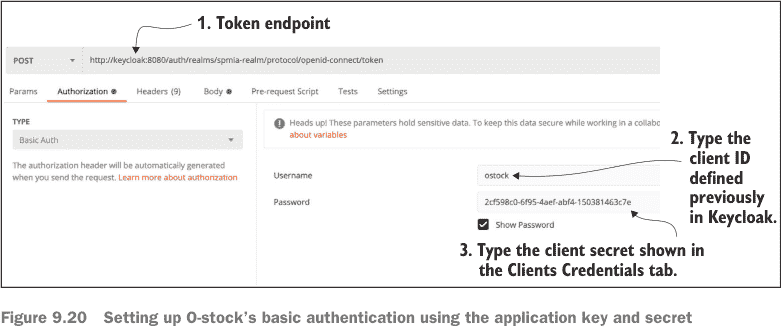 1. Token endpoint
POST
http://keycloak:8080/auth/realms/spmia-realm/protocol/openid-connect/token
Params Authorization Headers (9) Body Pre-request Script Tests Settings
TYPE
Basic Auth
The authorization header will be automatically generated
when you send the request. Learn more about authorization
Heads up! These parameters hold sensitive data. To keep this data secure while working in a collabo
about variables
Username
ostock
Password
2cf598c0-6f95-4aef-abf4-150381463c7e
Show Password
2. Type the
client ID
defined
previously
in Keycloak.
3. Type the client secret shown in
the Clients Credentials tab.
Figure 9.20 Setting up O-stock's basic authentication using the application key and secret